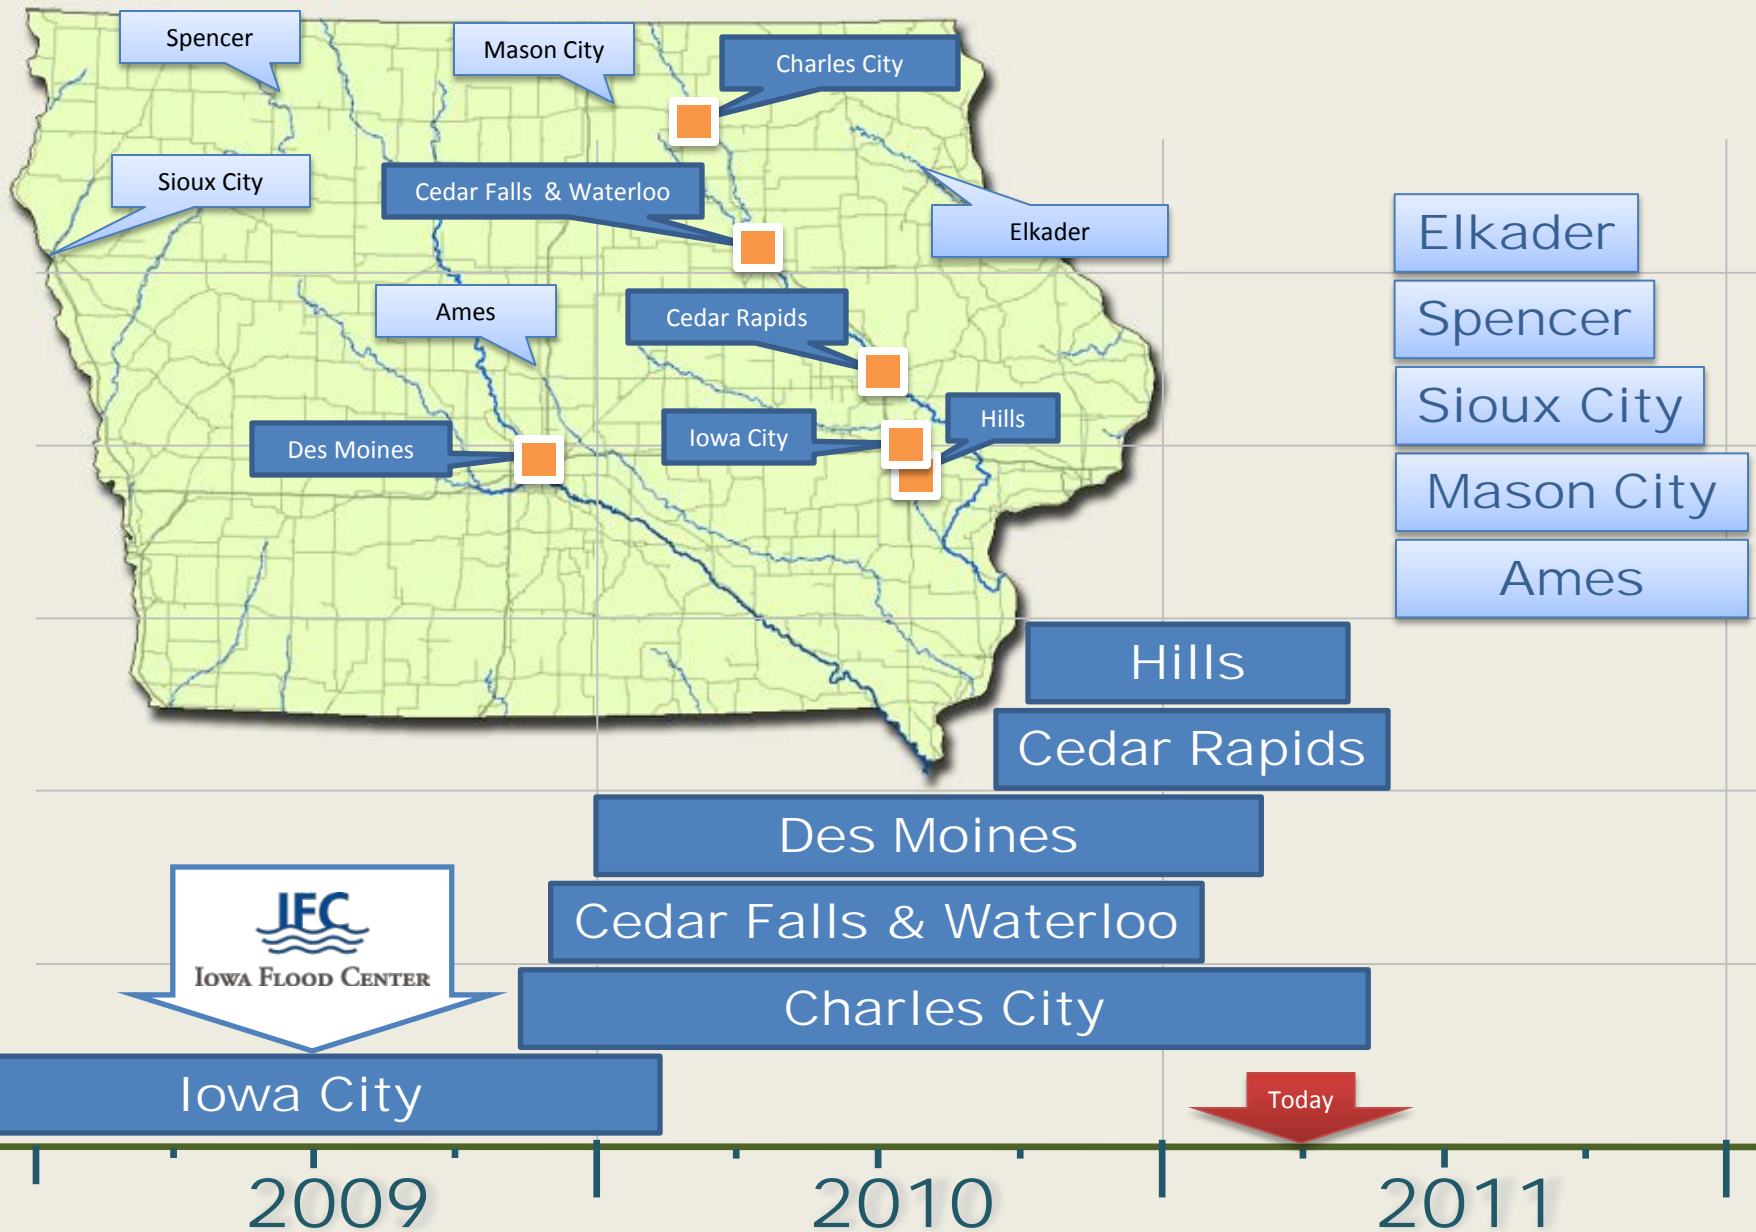 Spencer
Mason City
Charles City
Sioux City
Cedar Falls & Waterloo
Elkader
Ames
Cedar Rapids
Hills
Iowa City
Des Moines
Elkader
Spencer
Sioux City
Mason City
Ames
Hills
Cedar Rapids
Des Moines
Cedar Falls & Waterloo
IFC
IOWA FLOOD CENTER
Charles City
Iowa City
Today
2009
2010
2011